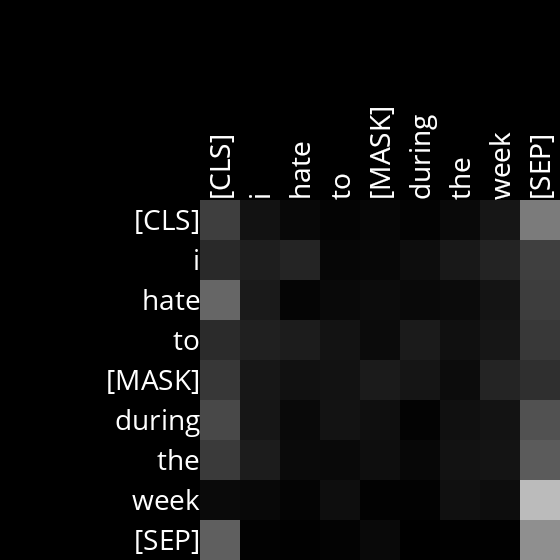 [CLS] i hate to [MASK] during the week [SEP]
[CLS]
i
hate
to
[MASK]
during
the
week
[SEP]